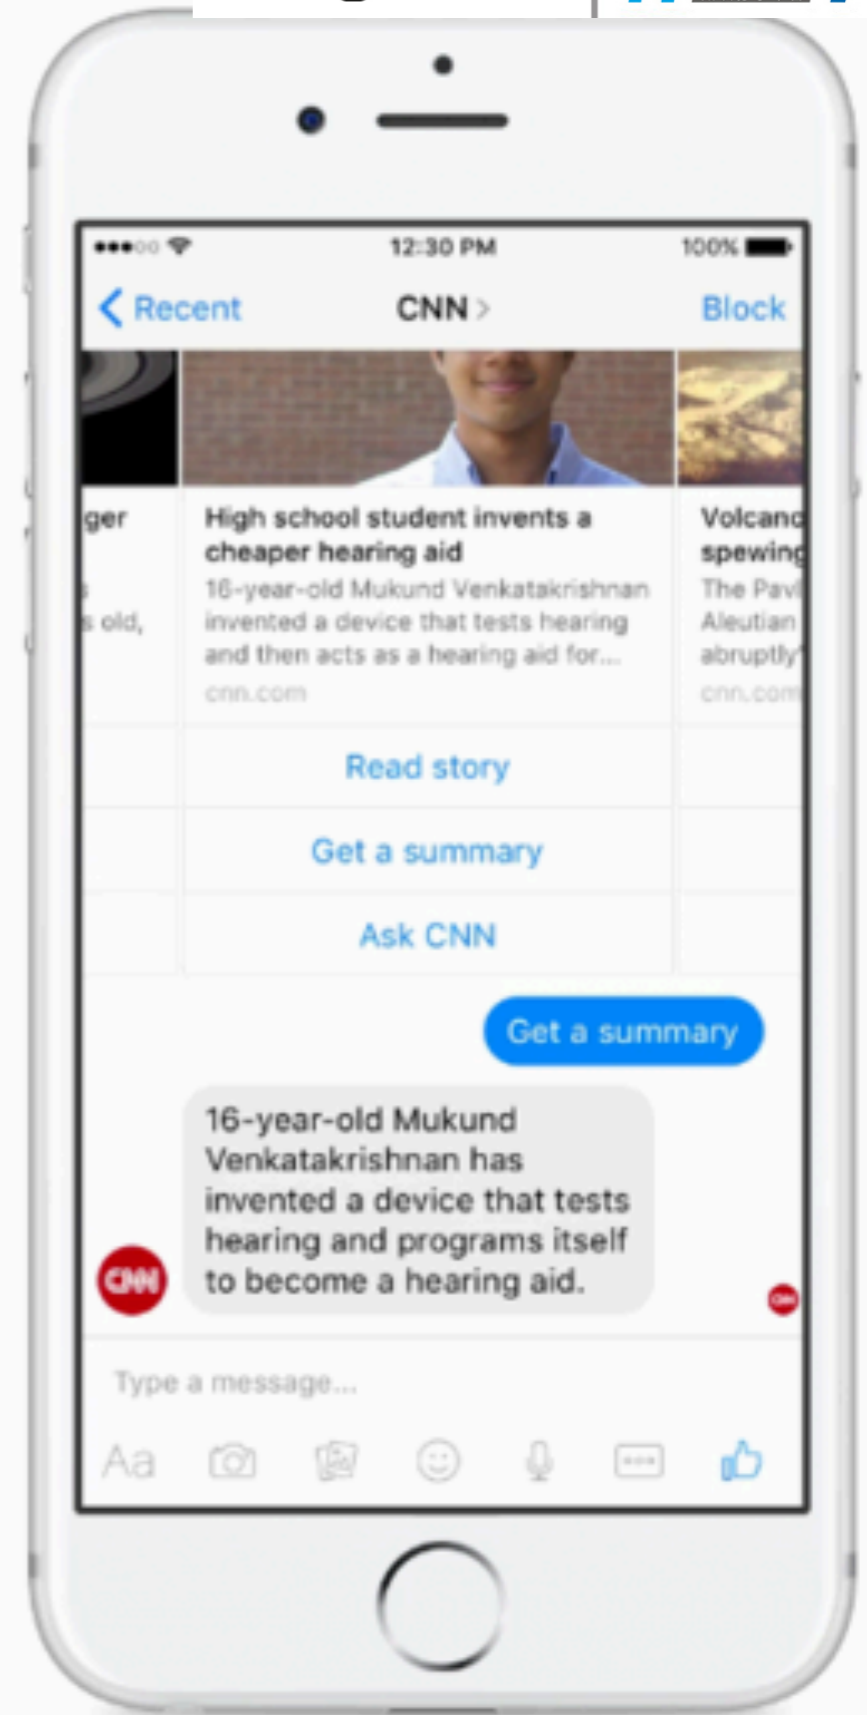 12:30 PM
100%
Recent
CNN >
Block
ger
s
s old,
High school student invents a
cheaper hearing aid
16-year-old Mukund Venkatakrishnan
invented a device that tests hearing
and then acts as a hearing aid for...
cnn.com
Volcano
spewing
The Pavl
Aleutian
abruptly"
cnn.com
Read story
Get a summary
Ask CNN
Get a summary
16-year-old Mukund
Venkatakrishnan has
invented a device that tests
hearing and programs itself
to become a hearing aid.
CNN
CNN
Type a message...
Aa